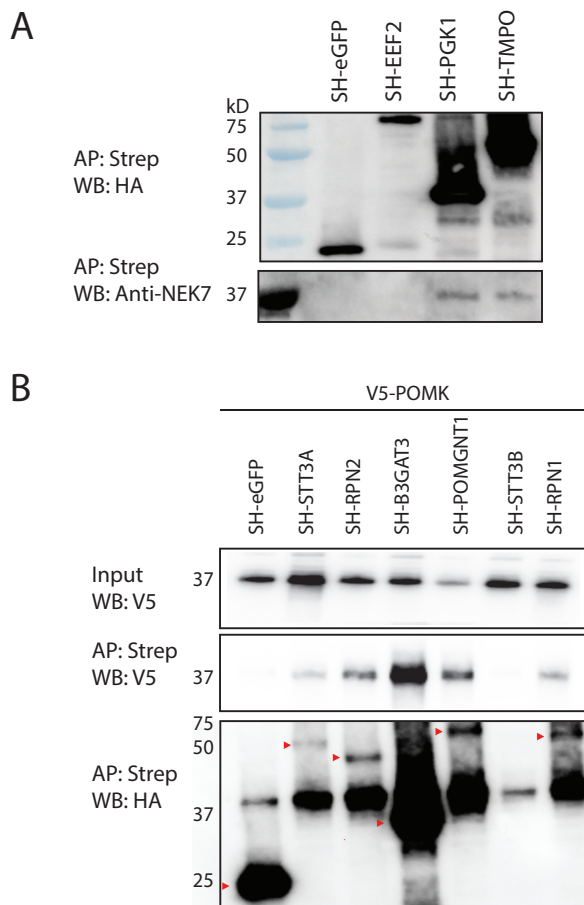 A
SH-eGFP
SH-EEF2
SH-PGK1
SH-TMPO
kD
75
50
37
25
AP: Strep
WB: HA
AP: Strep
WB: Anti-NEK7
37
B
V5-POMK
SH-eGFP
SH-STT3A
SH-RPN2
SH-B3GAT3
SH-POMGNT1
SH-STT3B
SH-RPN1
Input
WB: V5
37
AP: Strep
WB: V5
37
75
50
37
25
AP: Strep
WB: HA